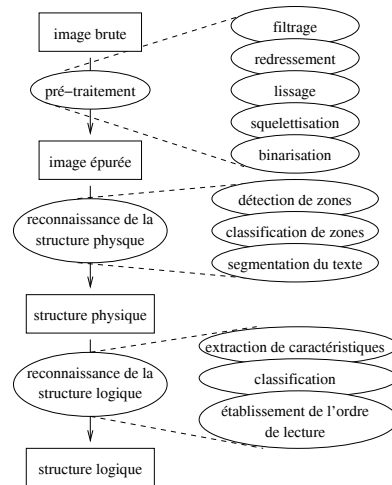 image brute
pré-traitement
filtrage
redressement
lissage
squelettisation
binarisation
image épurée
reconnaissance de la
structure physque
détection de zones
classification de zones
segmentation du texte
structure physique
reconnaissance de la
structure logique
extraction de caractéristiques
classification
établissement de l'ordre
de lecture
structure logique